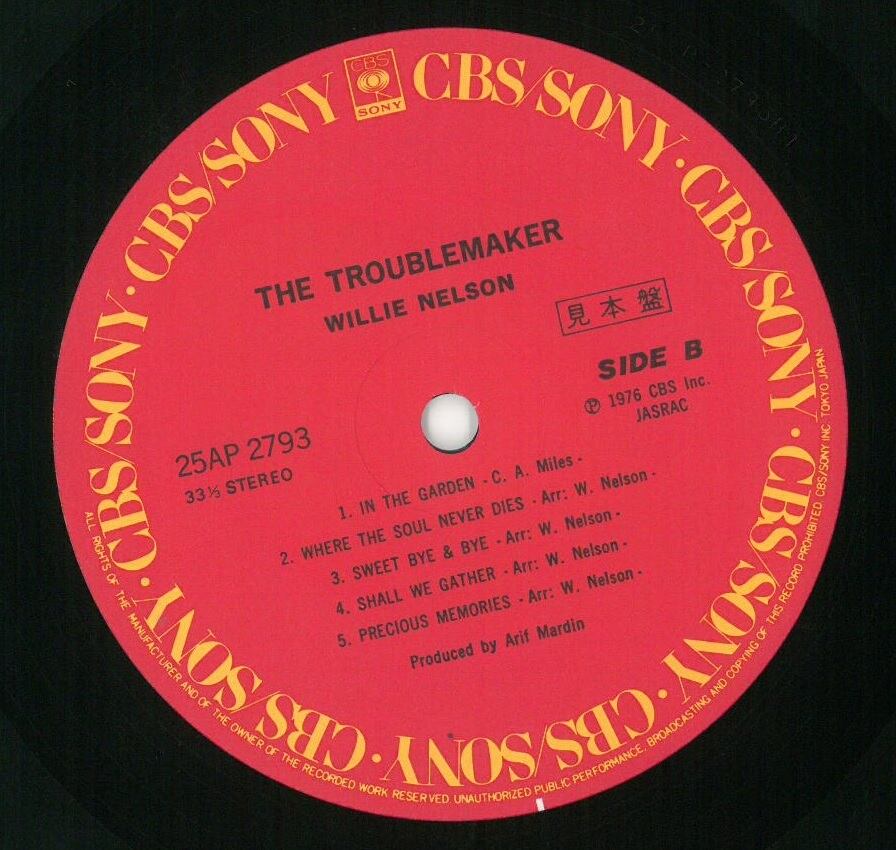 CBS
SONY
CBS/SONY · CBS/SONY · CBS/SONY · CBS/SONY · CBS/SONY · CBS/SONY · CBS/SONY · CBS/SONY
THE TROUBLEMAKER
WILLIE NELSON
見本盤
SIDE B
Ⓟ 1976 CBS Inc.
JASRAC
25AP 2793
33⅓ STEREO
1. IN THE GARDEN - C. A. Miles -
2. WHERE THE SOUL NEVER DIES - Arr: W. Nelson -
3. SWEET BYE & BYE - Arr: W. Nelson -
4. SHALL WE GATHER - Arr: W. Nelson -
5. PRECIOUS MEMORIES - Arr: W. Nelson -
Produced by Arif Mardin
ALL RIGHTS OF THE MANUFACTURER AND OF THE OWNER OF THE RECORDED WORK RESERVED. UNAUTHORIZED PUBLIC PERFORMANCE, BROADCASTING AND COPYING OF THIS RECORD PROHIBITED. CBS/SONY INC. TOKYO JAPAN